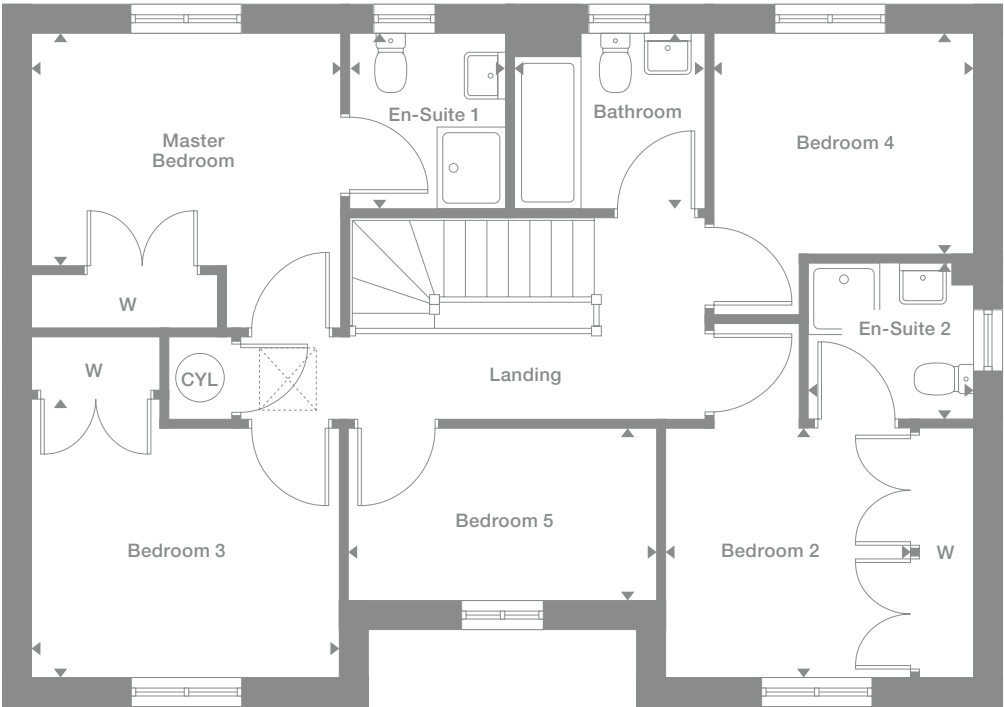 Master
Bedroom
En-Suite 1
Bathroom
Bedroom 4
W
En-Suite 2
W
CYL
Landing
Bedroom 3
Bedroom 5
Bedroom 2
W